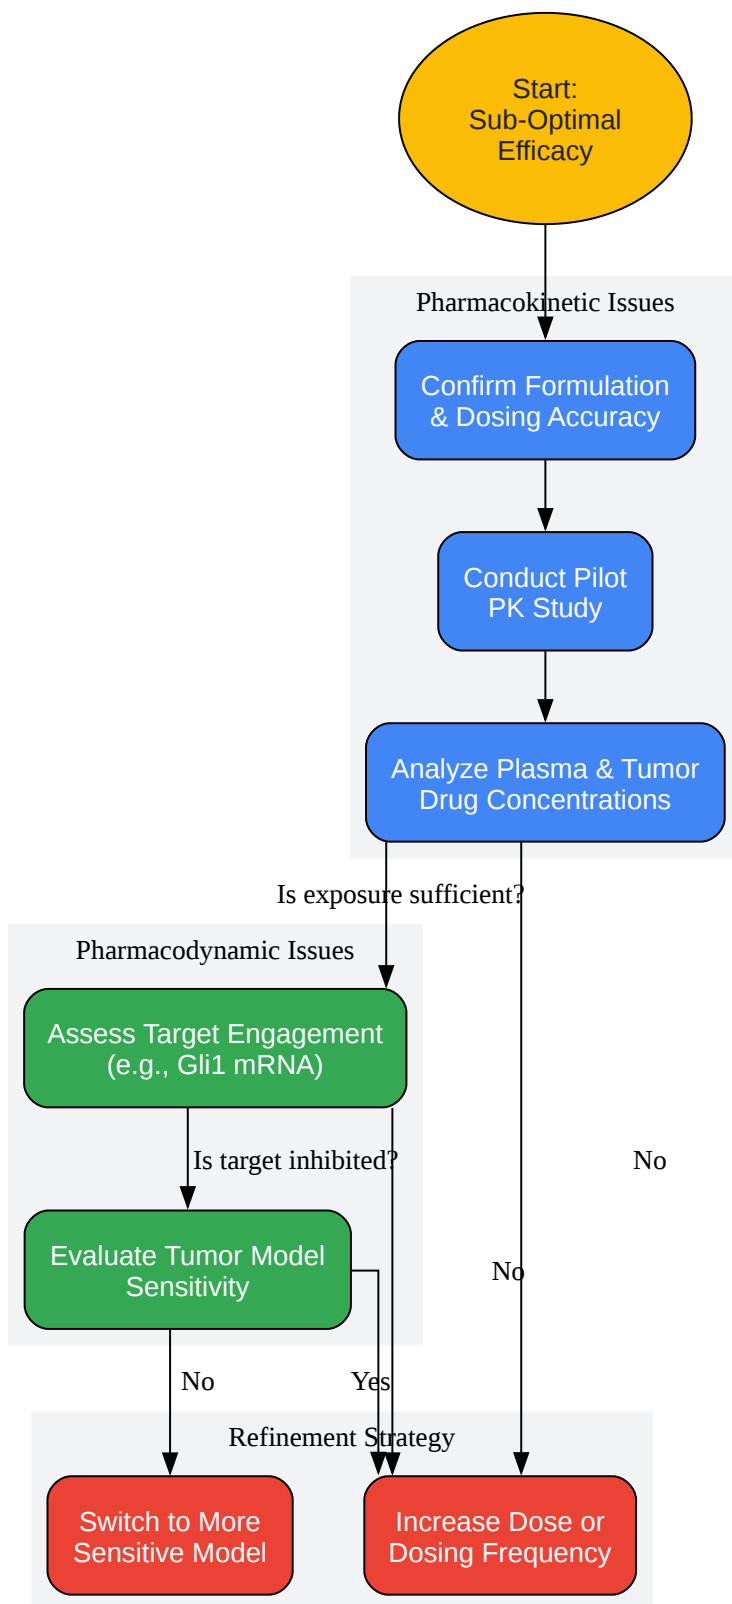 Start:
Sub-Optimal
Efficacy
Pharmacokinetic Issues
Confirm Formulation
& Dosing Accuracy
Conduct Pilot
PK Study
Analyze Plasma & Tumor
Drug Concentrations
Is exposure sufficient?
Pharmacodynamic Issues
Assess Target Engagement
(e.g., Gli1 mRNA)
Is target inhibited?
No
Evaluate Tumor Model
Sensitivity
No
No
Yes
Refinement Strategy
Switch to More
Sensitive Model
Increase Dose or
Dosing Frequency